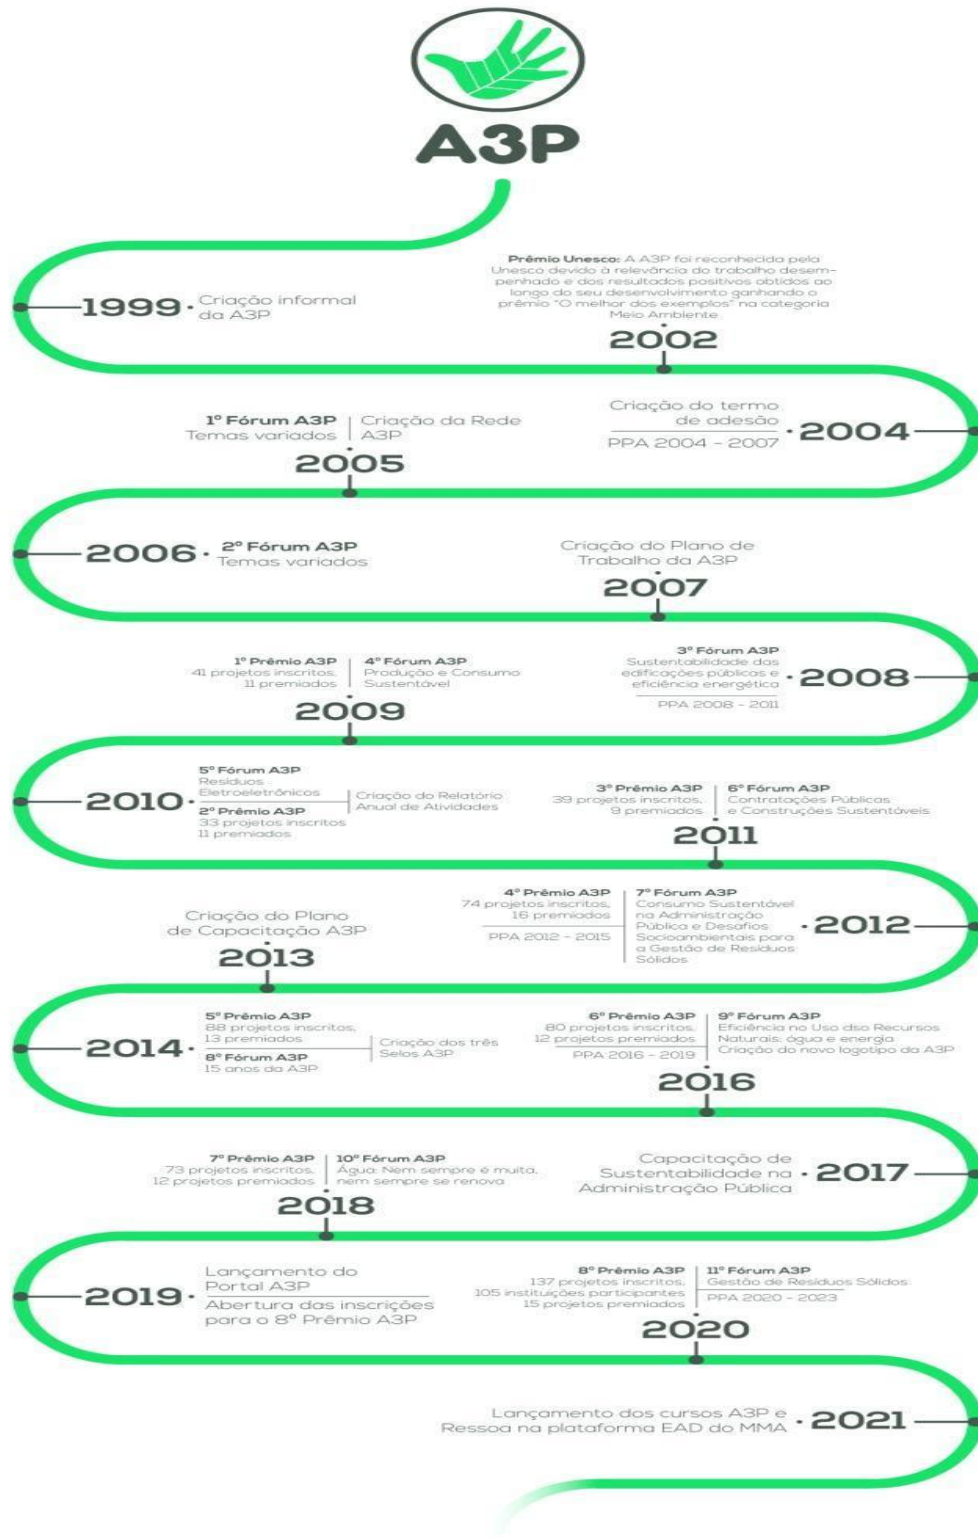 A3P
1999
Criação informal
da A3P
Prêmio Unesco: A A3P foi reconhecida pela
Unesco devido à relevância do trabalho desem-
penhado e dos resultados positivos obtidos ao
longo do seu desenvolvimento ganhando o
prêmio "O melhor dos exemplos" na categoria
Meio Ambiente
2002
Criação do termo
de adesão
PPA 2004 - 2007
2004
1º Fórum A3P
Temas variados
Criação da Rede
A3P
2005
2006
2º Fórum A3P
Temas variados
Criação do Plano de
Trabalho da A3P
2007
3º Fórum A3P
Sustentabilidade das
edificações públicas e
eficiência energética
PPA 2008 - 2011
2008
1º Prêmio A3P
41 projetos inscritos,
11 premiados
4º Fórum A3P
Produção e Consumo
Sustentável
2009
2010
5º Fórum A3P
Resíduos
Eletroeletrônicos
2º Prêmio A3P
33 projetos inscritos
11 premiados
Criação do Relatório
Anual de Atividades
3º Prêmio A3P
39 projetos inscritos,
9 premiados
6º Fórum A3P
Contratações Públicas
e Construções Sustentáveis
2011
4º Prêmio A3P
74 projetos inscritos,
16 premiados
PPA 2012 - 2015
7º Fórum A3P
Consumo Sustentável
na Administração
Pública e Desafios
Socioambientais para
a Gestão de Resíduos
Sólidos
2012
Criação do Plano
de Capacitação A3P
2013
2014
5º Prêmio A3P
88 projetos inscritos,
13 premiados
8º Fórum A3P
15 anos da A3P
Criação dos três
Selos A3P
6º Prêmio A3P
80 projetos inscritos,
12 projetos premiados
PPA 2016 - 2019
9º Fórum A3P
Eficiência no Uso dso Recursos
Naturais: água e energia
Criação do novo logotipo da A3P
2016
Capacitação de
Sustentabilidade na
Administração Pública
2017
7º Prêmio A3P
73 projetos inscritos,
12 projetos premiados
10º Fórum A3P
Água: Nem sempre é muita,
nem sempre se renova
2018
2019
Lançamento do
Portal A3P
Abertura das inscrições
para o 8º Prêmio A3P
8º Prêmio A3P
137 projetos inscritos,
105 instituições participantes
15 projetos premiados
11º Fórum A3P
Gestão de Resíduos Sólidos
PPA 2020 - 2023
2020
Lançamento dos cursos A3P e
Ressoa na plataforma EAD do MMA
2021